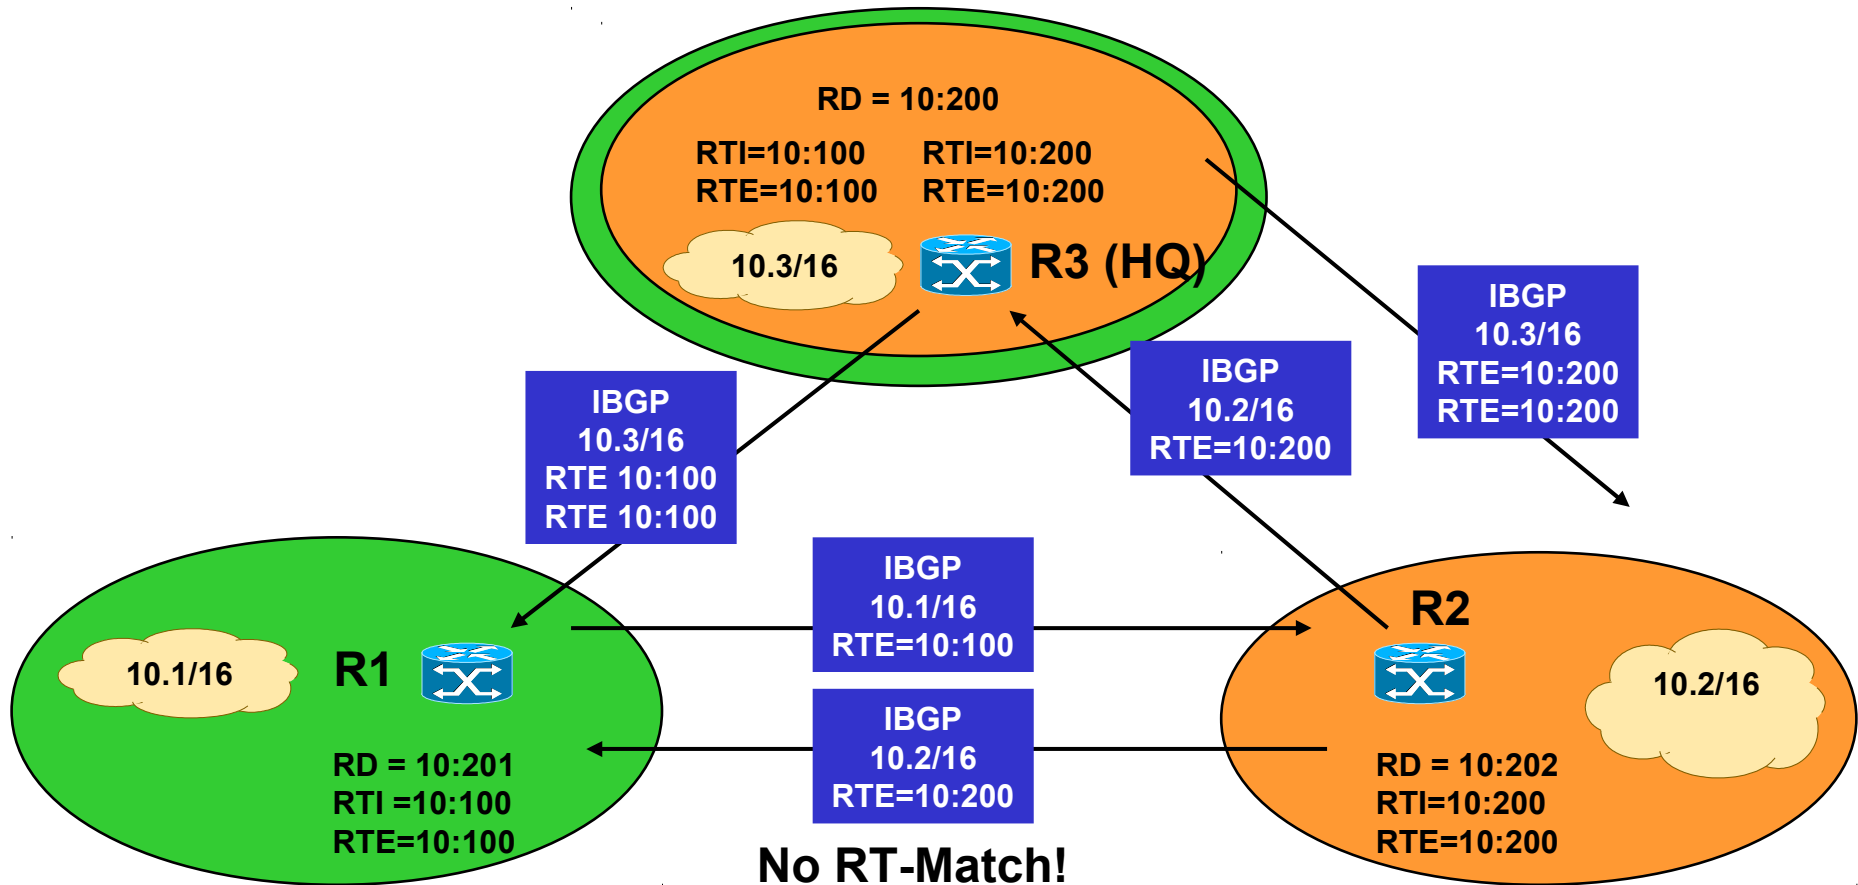 RD = 10:200
RTI=10:100
RTE=10:100
RTI=10:200
RTE=10:200
10.3/16
R3 (HQ)
IBGP
10.3/16
RTE=10:200
RTE=10:200
IBGP
10.2/16
RTE=10:200
IBGP
10.3/16
RTE 10:100
RTE 10:100
IBGP
10.1/16
RTE=10:100
R2
10.1/16
R1
10.2/16
IBGP
10.2/16
RTE=10:200
RD = 10:201
RTI =10:100
RTE=10:100
RD = 10:202
RTI=10:200
RTE=10:200
No RT-Match!